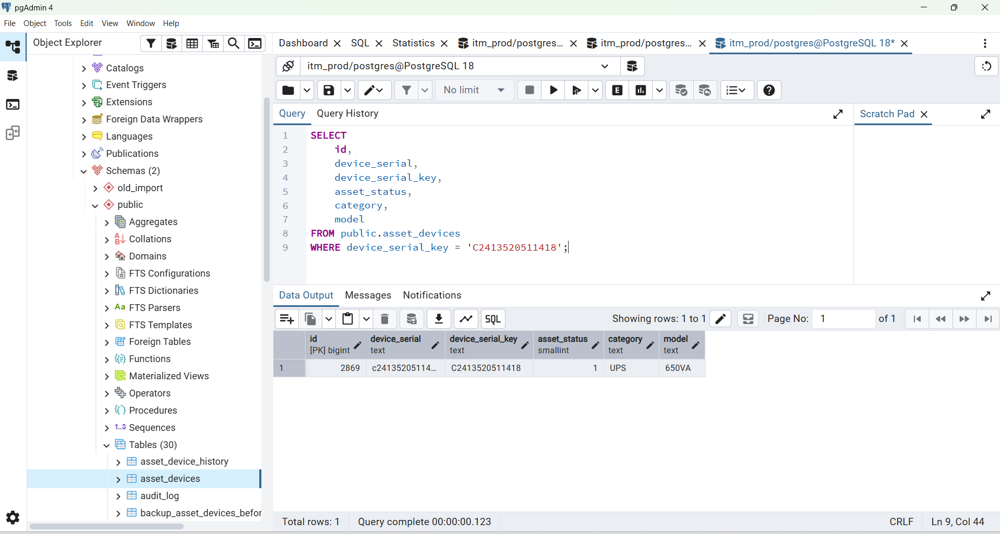 pgAdmin 4
File Object Tools Edit View Window Help
Object Explorer
Dashboard SQL Statistics itm_prod/postgres... itm_prod/postgres... itm_prod/postgres@PostgreSQL 18*
Catalogs
Event Triggers
Extensions
Foreign Data Wrappers
Languages
Publications
Schemas (2)
old_import
public
Aggregates
Collations
Domains
FTS Configurations
FTS Dictionaries
Aa FTS Parsers
FTS Templates
Foreign Tables
Functions
Materialized Views
Operators
Procedures
1..3 Sequences
Tables (30)
asset_device_history
asset_devices
audit_log
backup_asset_devices_befor
itm_prod/postgres@PostgreSQL 18
No limit
E
Query Query History
Scratch Pad
1 SELECT
2 id,
3 device_serial,
4 device_serial_key,
5 asset_status,
6 category,
7 model
8 FROM public.asset_devices
9 WHERE device_serial_key = 'C2413520511418';
Data Output Messages Notifications
SQL
Showing rows: 1 to 1 Page No: 1 of 1
id device_serial device_serial_key asset_status category model
[PK] bigint text text smallint text text
1 2869 c24135205114... C2413520511418 1 UPS 650VA
Total rows: 1 Query complete 00:00:00.123 CRLF Ln 9, Col 44